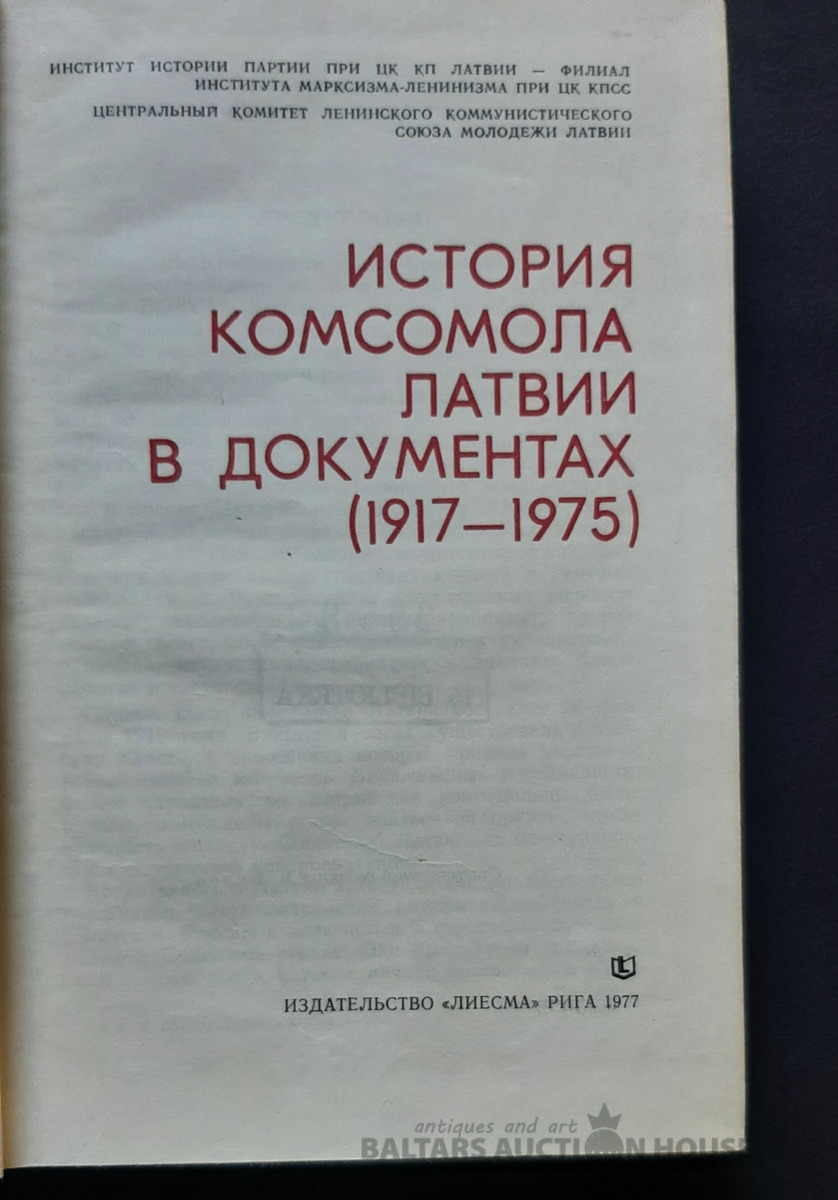 ИНСТИТУТ ИСТОРИИ ПАРТИИ ПРИ ЦК КП ЛАТВИИ — ФИЛИАЛ
ИНСТИТУТА МАРКСИЗМА-ЛЕНИНИЗМА ПРИ ЦК КПСС
ЦЕНТРАЛЬНЫЙ КОМИТЕТ ЛЕНИНСКОГО КОММУНИСТИЧЕСКОГО
СОЮЗА МОЛОДЕЖИ ЛАТВИИ
ИСТОРИЯ
КОМСОМОЛА
ЛАТВИИ
В ДОКУМЕНТАХ
(1917—1975)
ИЗДАТЕЛЬСТВО «ЛИЕСМА» РИГА 1977
antiques and art
BALTARS AUCTION HOUSE